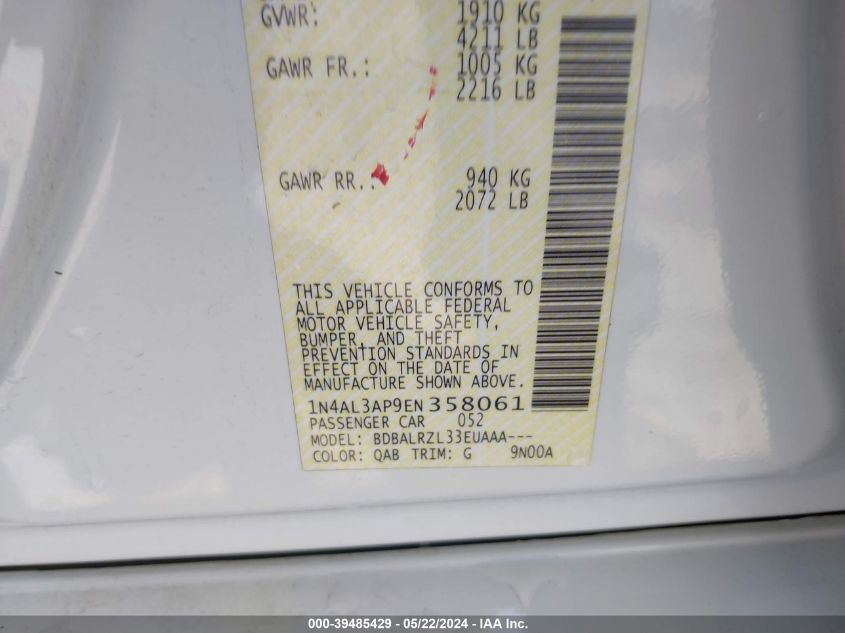 GVWR: 1910 KG
4211 LB
GAWR FR.: 1005 KG
2216 LB
GAWR RR.: 940 KG
2072 LB
THIS VEHICLE CONFORMS TO
ALL APPLICABLE FEDERAL
MOTOR VEHICLE SAFETY,
BUMPER, AND THEFT
PREVENTION STANDARDS IN
EFFECT ON THE DATE OF
MANUFACTURE SHOWN ABOVE.
1N4AL3AP9EN358061
PASSENGER CAR 052
MODEL: BDBALRZL33EUAAA---
COLOR: QAB TRIM: G 9N00A
000-39485429 - 05/22/2024 - IAA Inc.